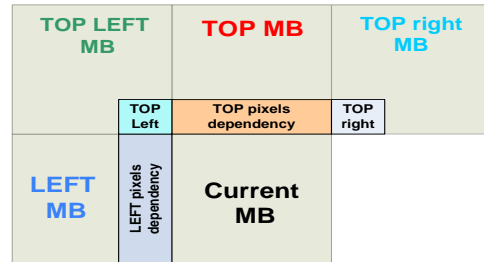 TOP LEFT
MB
TOP MB
TOP right
MB
TOP
Left
TOP pixels
dependency
TOP
right
LEFT
MB
LEFT pixels
dependency
Current
MB